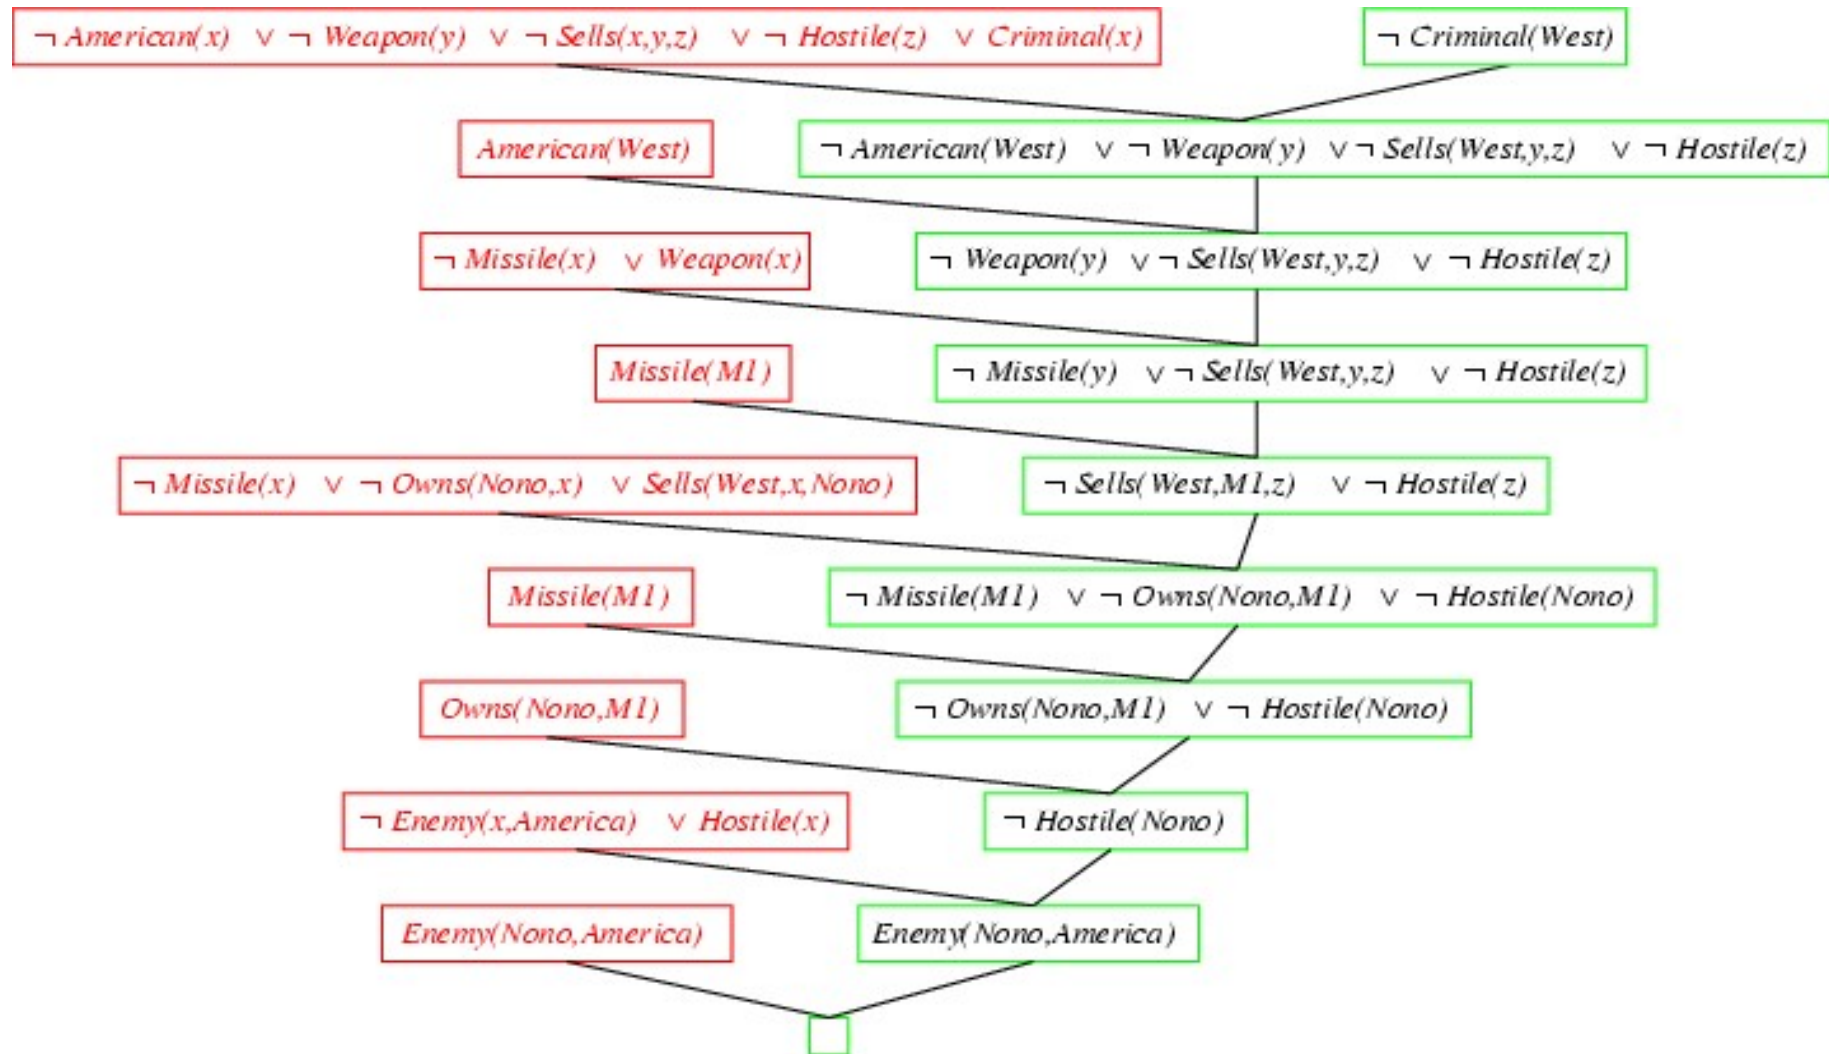 ¬ American(x) ∨ ¬ Weapon(y) ∨ ¬ Sells(x,y,z) ∨ ¬ Hostile(z) ∨ Criminal(x) ¬ Criminal(West)
American(West) ¬ American(West) ∨ ¬ Weapon(y) ∨ ¬ Sells(West,y,z) ∨ ¬ Hostile(z)
¬ Missile(x) ∨ Weapon(x) ¬ Weapon(y) ∨ ¬ Sells(West,y,z) ∨ ¬ Hostile(z)
Missile(M1) ¬ Missile(y) ∨ ¬ Sells(West,y,z) ∨ ¬ Hostile(z)
¬ Missile(x) ∨ ¬ Owns(Nono,x) ∨ Sells(West,x,Nono) ¬ Sells(West,M1,z) ∨ ¬ Hostile(z)
Missile(M1) ¬ Missile(M1) ∨ ¬ Owns(Nono,M1) ∨ ¬ Hostile(Nono)
Owns(Nono,M1) ¬ Owns(Nono,M1) ∨ ¬ Hostile(Nono)
¬ Enemy(x,America) ∨ Hostile(x) ¬ Hostile(Nono)
Enemy(Nono,America) Enemy(Nono,America)